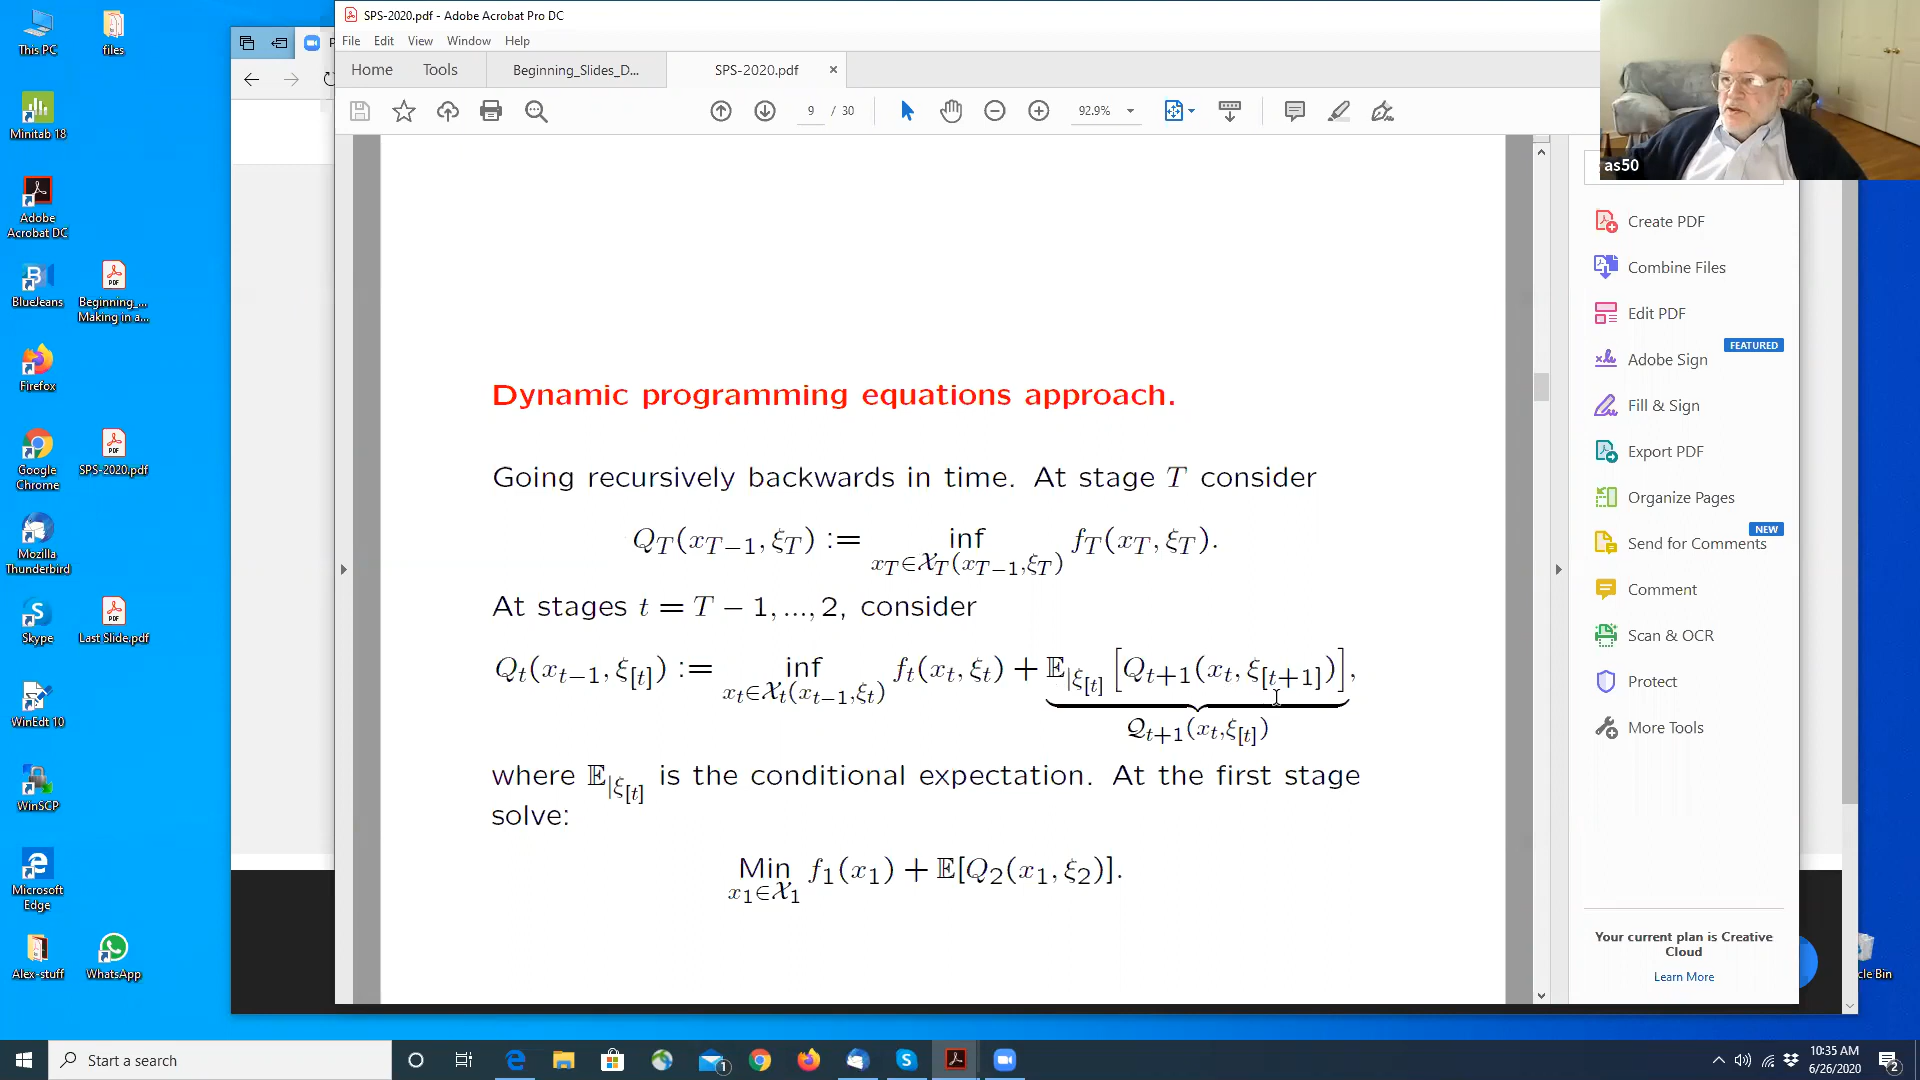 This PC
files
Minitab 18
Adobe
Acrobat DC
BlueJeans
Beginning_...
Making in a...
Firefox
Google
Chrome
SPS-2020.pdf
Mozilla
Thunderbird
Skype
Last Slide.pdf
WinEdt 10
WinSCP
Microsoft
Edge
Alex-stuff
WhatsApp
SPS-2020.pdf - Adobe Acrobat Pro DC
File Edit View Window Help
Home Tools Beginning_Slides_D... SPS-2020.pdf ×
9 / 30 92.9%
as50
Dynamic programming equations approach.
Going recursively backwards in time. At stage T consider
Q_T(x_{T−1}, ξ_T) := inf_{x_T∈𝒳_T(x_{T−1},ξ_T)} f_T(x_T, ξ_T).
At stages t = T − 1, ..., 2, consider
Q_t(x_{t−1}, ξ_{[t]}) := inf_{x_t∈𝒳_t(x_{t−1},ξ_t)} f_t(x_t, ξ_t) + 𝔼_{|ξ_{[t]}} [Q_{t+1}(x_t, ξ_{[t+1]})],
𝒬_{t+1}(x_t,ξ_{[t]})
where 𝔼_{|ξ_{[t]}} is the conditional expectation. At the first stage
solve:
Min_{x_1∈𝒳_1} f_1(x_1) + 𝔼[Q_2(x_1, ξ_2)].
Create PDF
Combine Files
Edit PDF
FEATURED
Adobe Sign
Fill & Sign
Export PDF
Organize Pages
NEW
Send for Comments
Comment
Scan & OCR
Protect
More Tools
Your current plan is Creative
Cloud
Learn More
cle Bin
Start a search
1
10:35 AM
6/26/2020
2